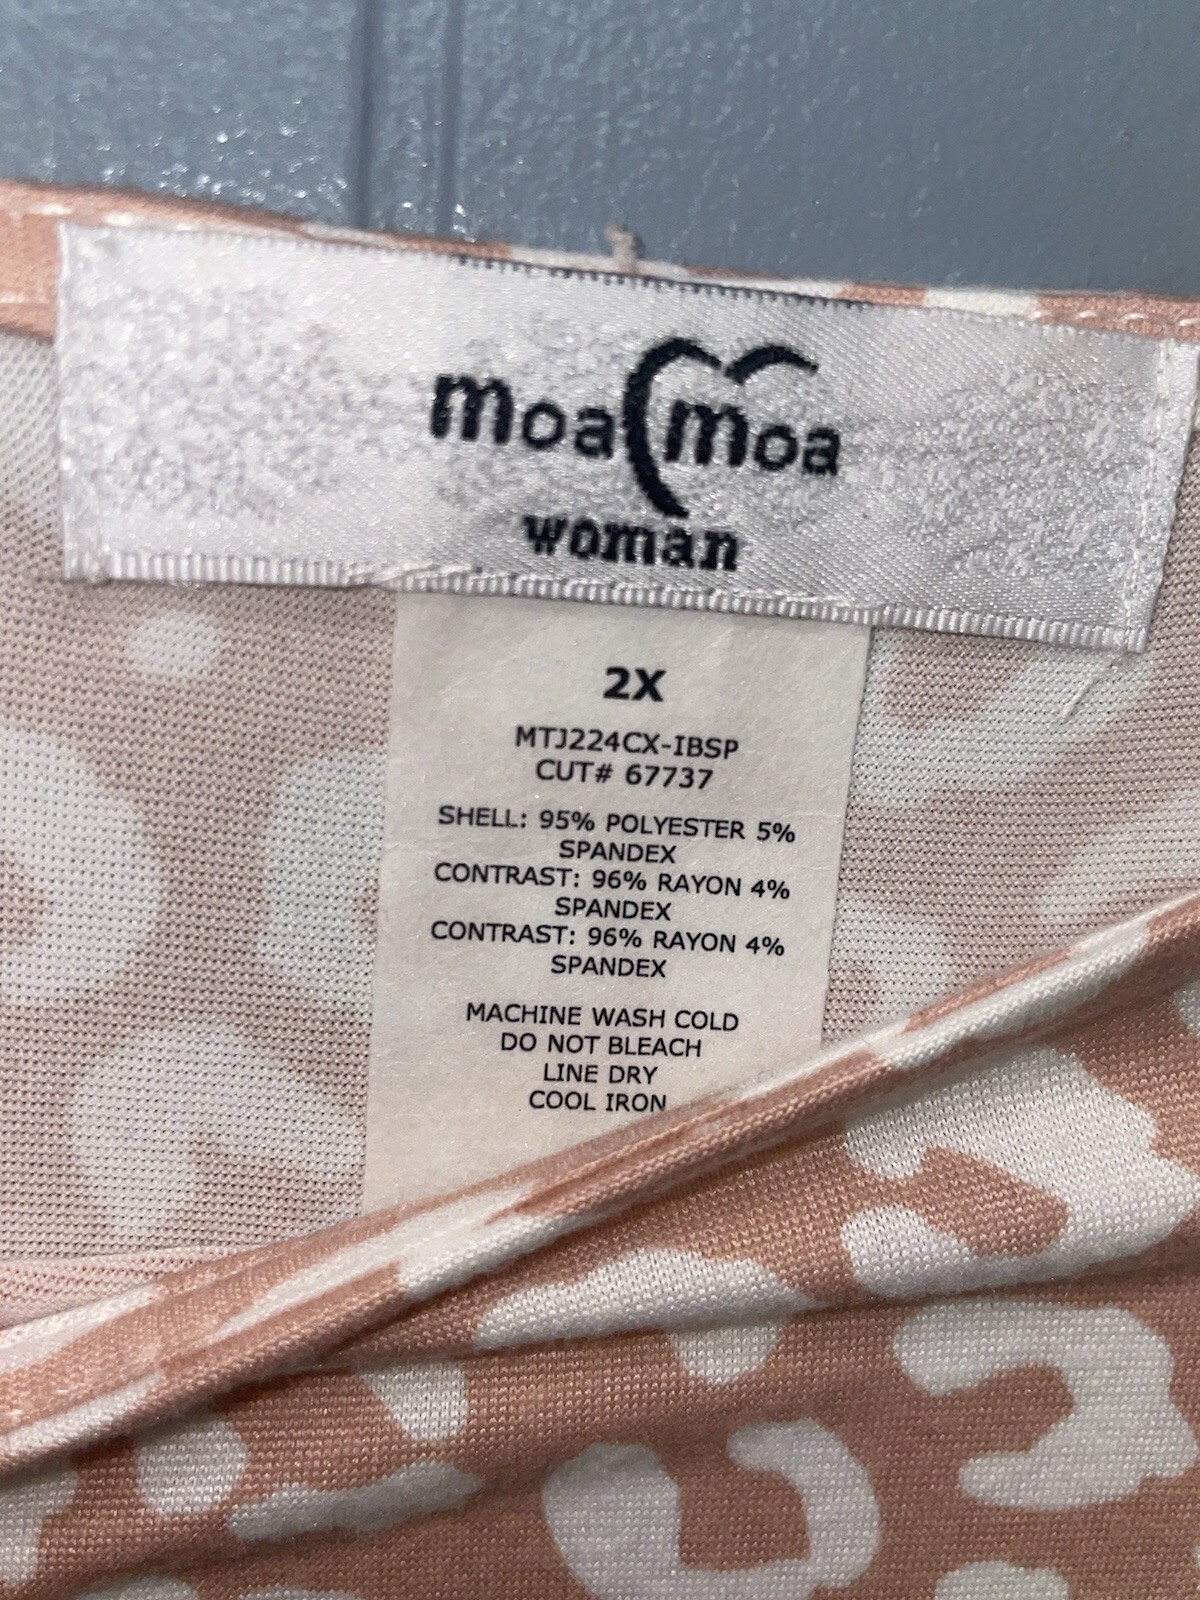 moa moa
woman
2X
MTJ224CX-IBSP
CUT# 67737
SHELL: 95% POLYESTER 5%
SPANDEX
CONTRAST: 96% RAYON 4%
SPANDEX
CONTRAST: 96% RAYON 4%
SPANDEX
MACHINE WASH COLD
DO NOT BLEACH
LINE DRY
COOL IRON